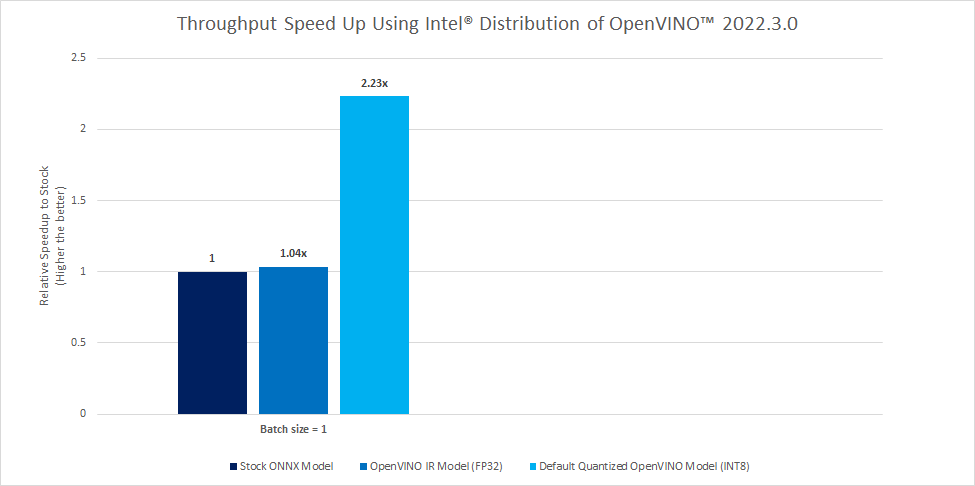 Throughput Speed Up Using Intel® Distribution of OpenVINO™ 2022.3.0
Relative Speedup to Stock
(Higher the better)
2.5
2
1.5
1
0.5
0
1
1.04x
2.23x
Batch size = 1
Stock ONNX Model
OpenVINO IR Model (FP32)
Default Quantized OpenVINO Model (INT8)